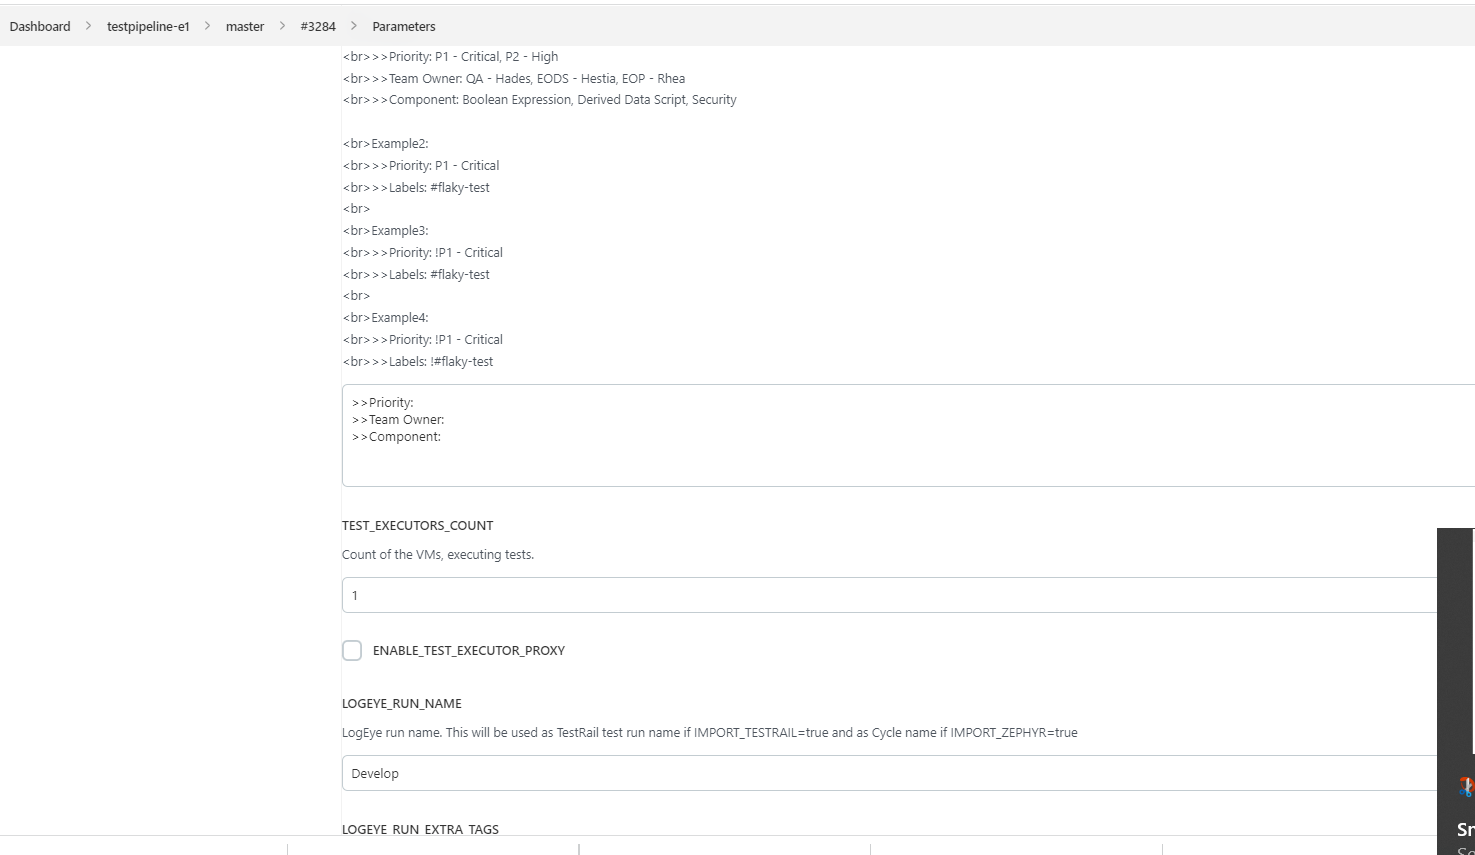 Dashboard > testpipeline-e1 > master > #3284 > Parameters
<br>>>Priority: P1 - Critical, P2 - High
<br>>>Team Owner: QA - Hades, EODS - Hestia, EOP - Rhea
<br>>>Component: Boolean Expression, Derived Data Script, Security
<br>Example2:
<br>>>Priority: P1 - Critical
<br>>>Labels: #flaky-test
<br>
<br>Example3:
<br>>>Priority: !P1 - Critical
<br>>>Labels: #flaky-test
<br>
<br>Example4:
<br>>>Priority: !P1 - Critical
<br>>>Labels: !#flaky-test
>>Priority:
>>Team Owner:
>>Component:
TEST_EXECUTORS_COUNT
Count of the VMs, executing tests.
1
ENABLE_TEST_EXECUTOR_PROXY
LOGEYE_RUN_NAME
LogEye run name. This will be used as TestRail test run name if IMPORT_TESTRAIL=true and as Cycle name if IMPORT_ZEPHYR=true
Develop
LOGEYE_RUN_EXTRA_TAGS